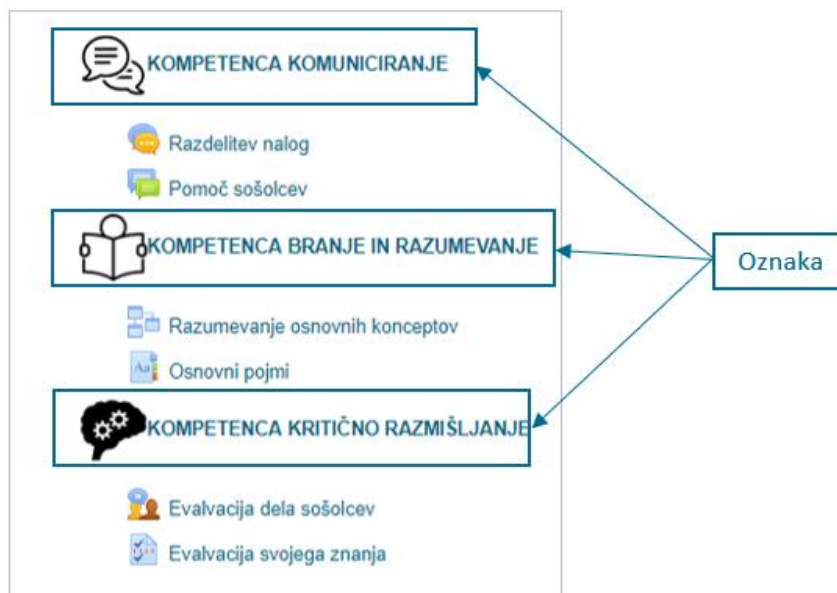 KOMPETENCA KOMUNICIRANJE
Razdelitev nalog
Pomoč sošolcev
KOMPETENCA BRANJE IN RAZUMEVANJE
Oznaka
Razumevanje osnovnih konceptov
Aa
Osnovni pojmi
KOMPETENCA KRITIČNO RAZMIŠLJANJE
Evalvacija dela sošolcev
Evalvacija svojega znanja